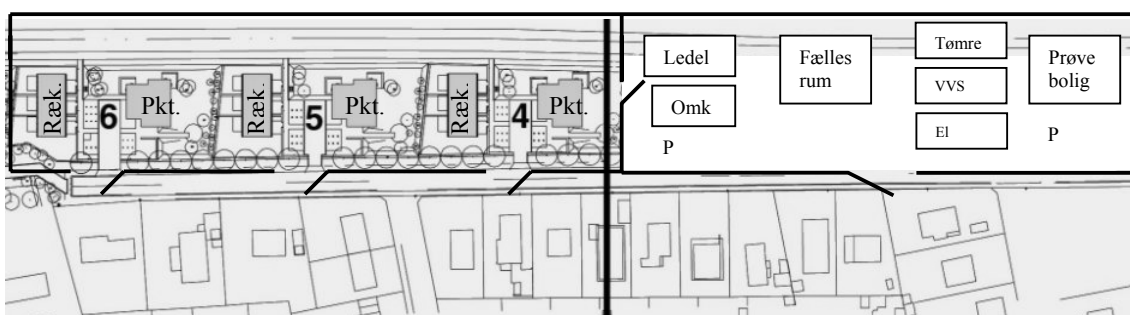 Ræk.
6
Pkt.
Ræk.
5
Pkt.
Ræk.
4
Pkt.
Ledel
Omk
P
Fælles
rum
Tømre
VVS
El
Prøve
bolig
P